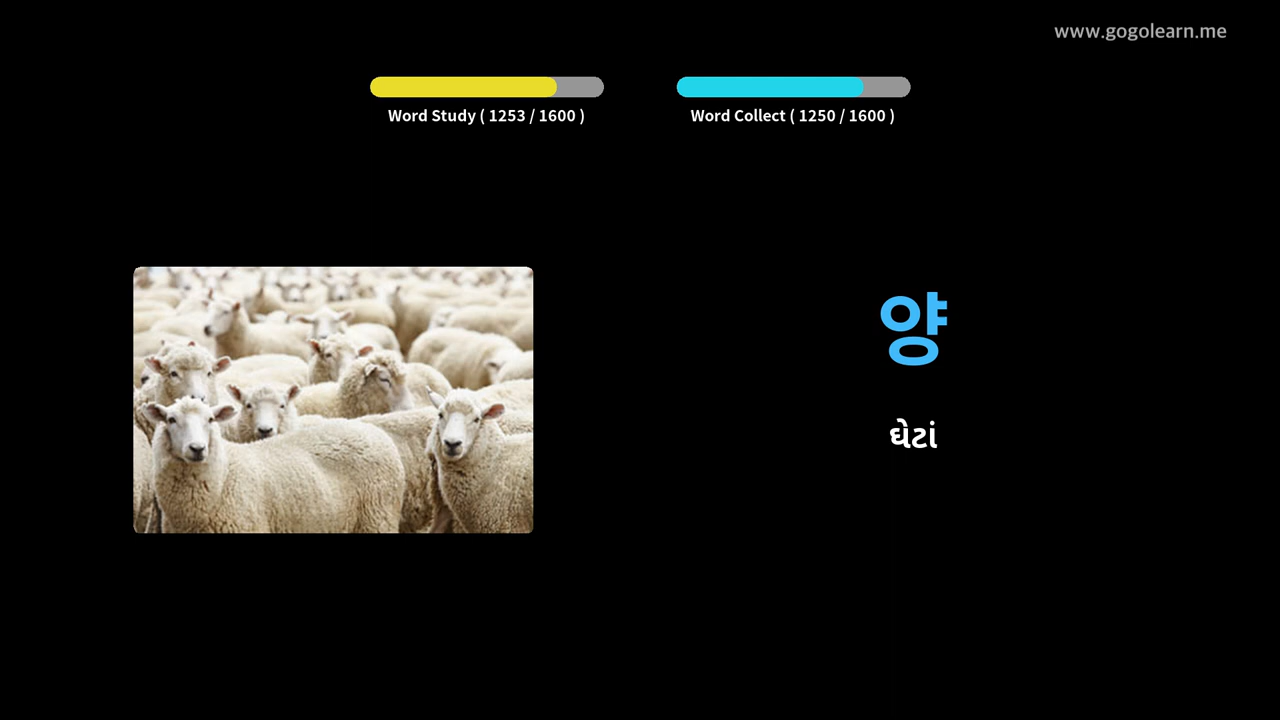 www.gogolearn.me
Word Study ( 1253 / 1600 )
Word Collect ( 1250 / 1600 )
양
ઘેટાં